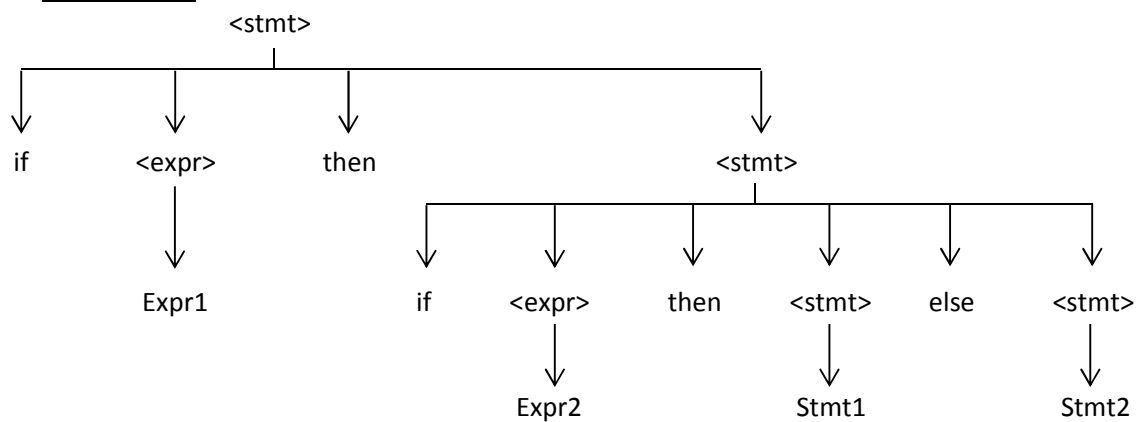 <stmt>
if <expr> then <stmt>
Expr1 if <expr> then <stmt> else <stmt>
Expr2 Stmt1 Stmt2